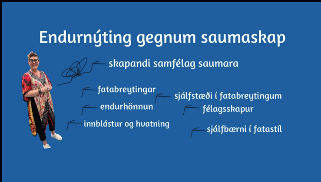 Endurnýting gegnum saumaskap
skapandi samfélag saumara
fatabreytingar
sjálfstæði í fatabreytingum
endurhönnun
félagsskapur
innblástur og hvatning
sjálfbærni í fatastíl